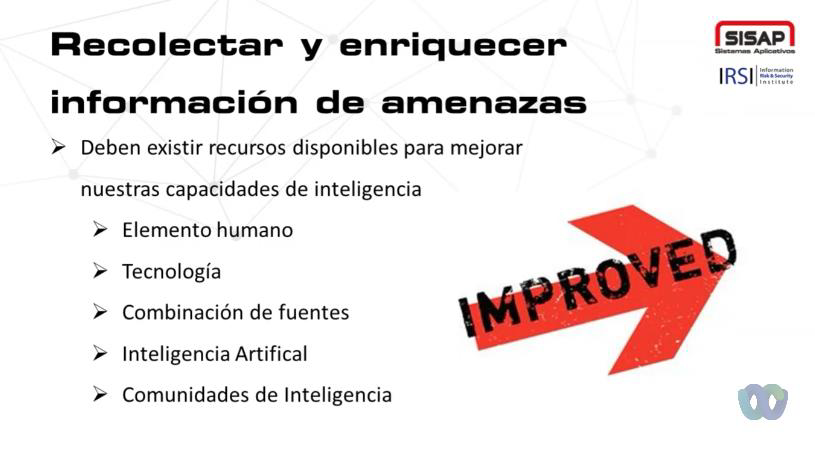 Recolectar y enriquecer
información de amenazas
SISAP
Sistemas Aplicativos
IRSI Information
Risk & Security
Institute
➢ Deben existir recursos disponibles para mejorar
nuestras capacidades de inteligencia
➢ Elemento humano
➢ Tecnología
➢ Combinación de fuentes
➢ Inteligencia Artifical
➢ Comunidades de Inteligencia
IMPROVED